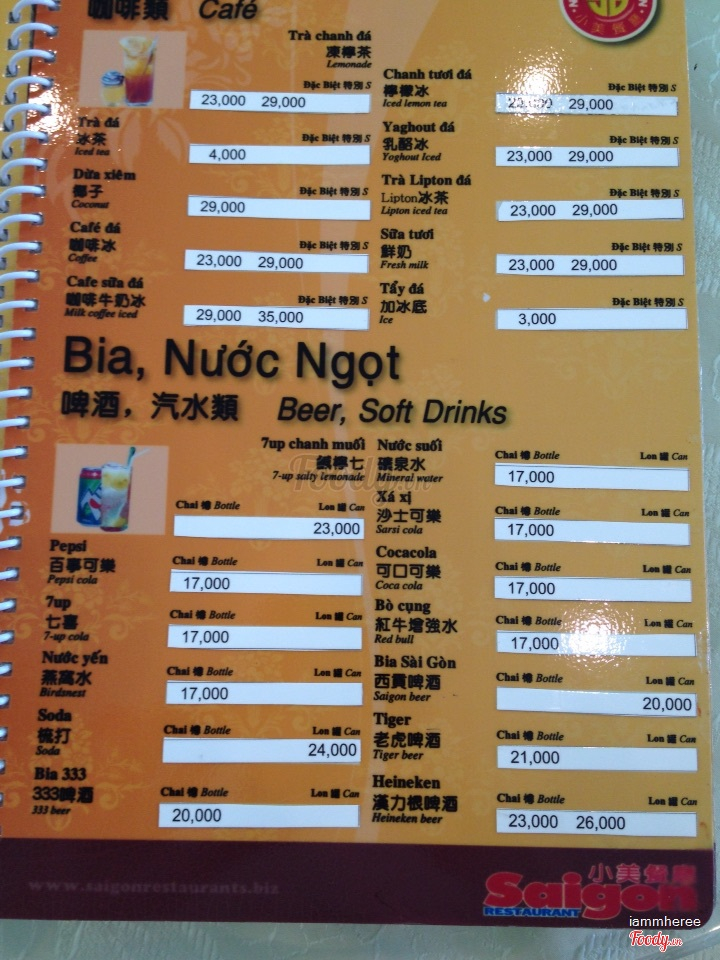 咖啡類 Café
小美餐
Trà chanh đá
凍檸茶
Lemonade
Đặc Biệt 特別 S
23,000 29,000
Trà đá
冰茶
Iced tea
Đặc Biệt 特別 S
4,000
Dừa xiêm
椰子
Coconut
Đặc Biệt 特別 S
29,000
Café đá
咖啡冰
Coffee
Đặc Biệt 特別 S
23,000 29,000
Cafe sữa đá
咖啡牛奶冰
Milk coffee iced
Đặc Biệt 特別 S
29,000 35,000
Chanh tươi đá
檸檬冰
Iced lemon tea
Đặc Biệt 特別 S
23,000 29,000
Yaghout đá
乳酪冰
Yoghout Iced
Đặc Biệt 特別 S
23,000 29,000
Trà Lipton đá
Lipton冰茶
Lipton iced tea
Đặc Biệt 特別 S
23,000 29,000
Sữa tươi
鮮奶
Fresh milk
Đặc Biệt 特別 S
23,000 29,000
Tẩy đá
加冰底
Ice
Đặc Biệt 特別 S
3,000
Bia, Nước Ngọt
啤酒，汽水類 Beer, Soft Drinks
7up chanh muối
鹹檸七
7-up salty lemonade
Chai 樽 Bottle Lon 罐 Can
23,000
Pepsi
百事可樂
Pepsi cola
Chai 樽 Bottle Lon 罐 Can
17,000
7up
七喜
7-up cola
Chai 樽 Bottle Lon 罐 Can
17,000
Nước yến
燕窩水
Birdsnest
Chai 樽 Bottle Lon 罐 Can
17,000
Soda
梳打
Soda
Chai 樽 Bottle Lon 罐 Can
24,000
Bia 333
333啤酒
333 beer
Chai 樽 Bottle Lon 罐 Can
20,000
Nước suối
礦泉水
Mineral water
Chai 樽 Bottle Lon 罐 Can
17,000
Xá xị
沙士可樂
Sarsi cola
Chai 樽 Bottle Lon 罐 Can
17,000
Cocacola
可口可樂
Coca cola
Chai 樽 Bottle Lon 罐 Can
17,000
Bò cụng
紅牛增強水
Red bull
Chai 樽 Bottle Lon 罐 Can
17,000
Bia Sài Gòn
西貢啤酒
Saigon beer
Chai 樽 Bottle Lon 罐 Can
20,000
Tiger
老虎啤酒
Tiger beer
Chai 樽 Bottle Lon 罐 Can
21,000
Heineken
漢力根啤酒
Heineken beer
Chai 樽 Bottle Lon 罐 Can
23,000 26,000
Foody.vn
www.saigonrestaurants.biz
小美餐廳
Saigon
RESTAURANT
iammheree
Foody.vn